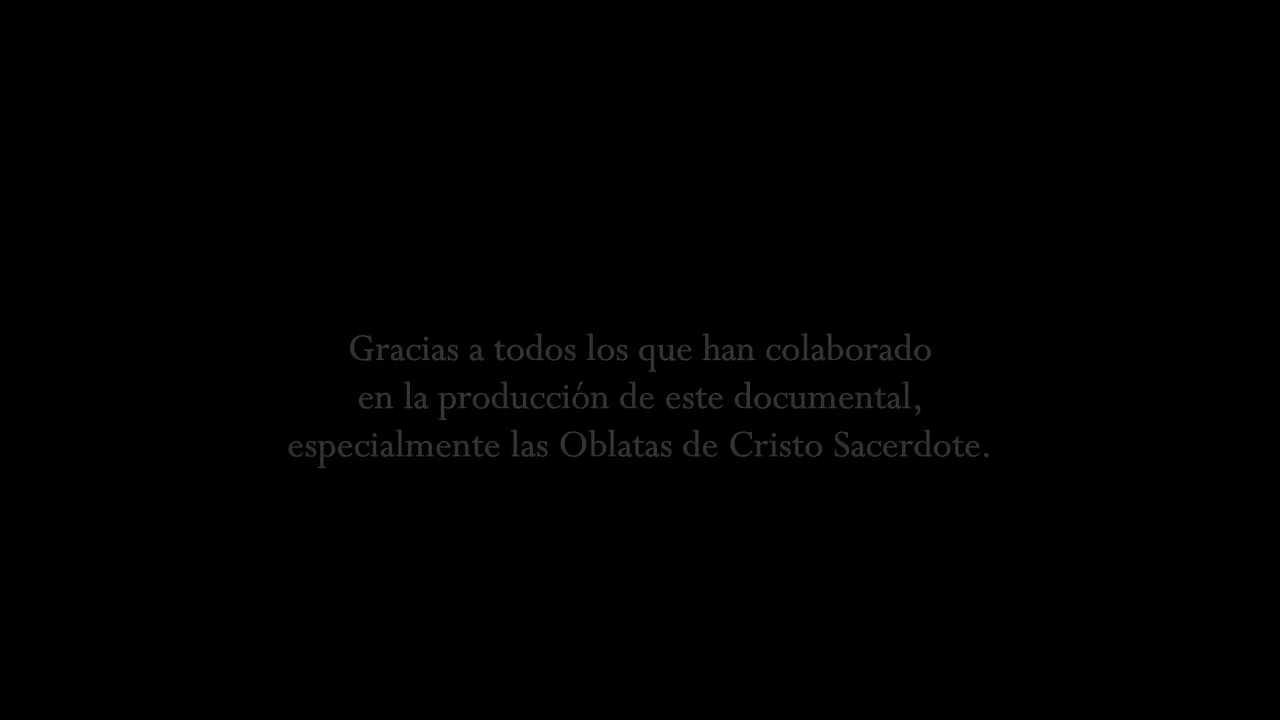 Gracias a todos los que han colaborado
en la producción de este documental,
especialmente las Oblatas de Cristo Sacerdote.